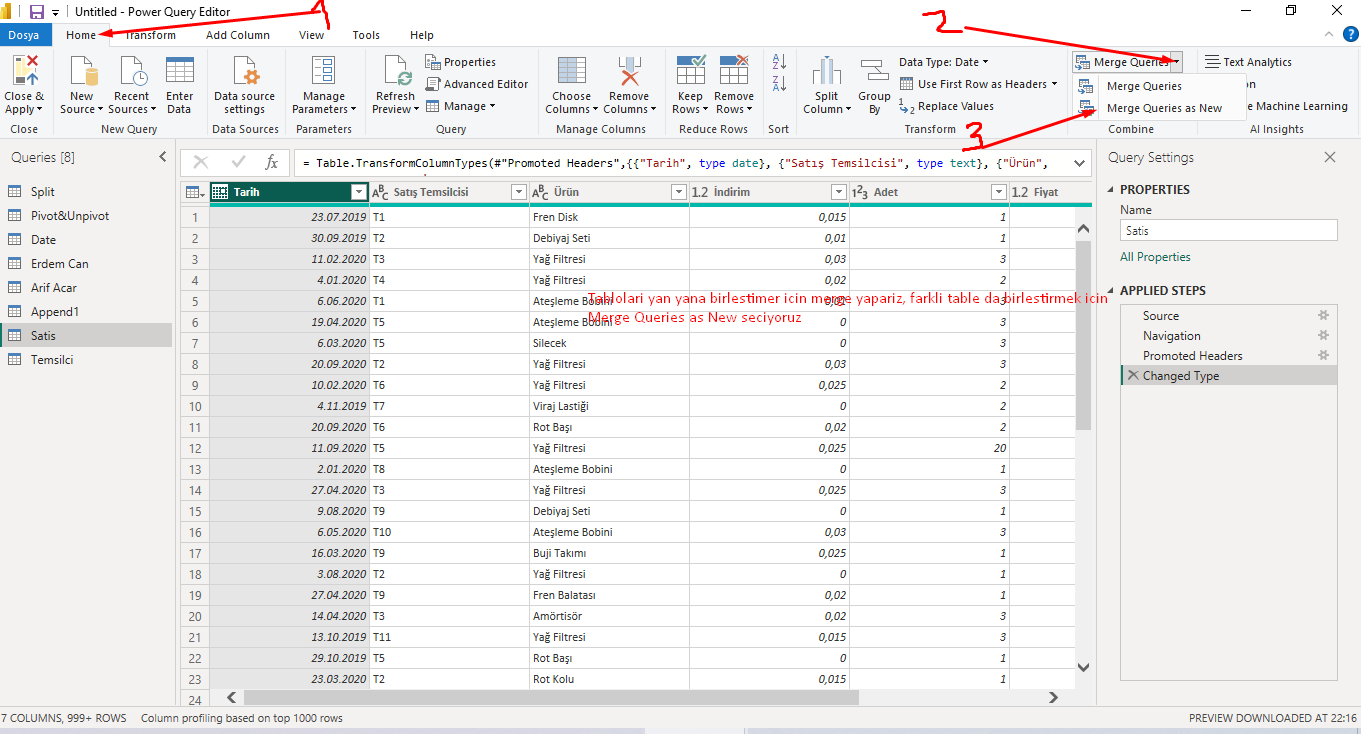 Untitled - Power Query Editor
1
2
Dosya Home Transform Add Column View Tools Help
Close & Apply
New Source
Recent Sources
Enter Data
Data source settings
Manage Parameters
Refresh Preview
Properties
Advanced Editor
Manage
Choose Columns
Remove Columns
Keep Rows
Remove Rows
Split Column
Group By
Data Type: Date
Use First Row as Headers
Replace Values
Merge Queries
Merge Queries
Merge Queries as New
Text Analytics
on
e Machine Learning
Close New Query Data Sources Parameters Query Manage Columns Reduce Rows Sort Transform Combine AI Insights
3
Queries [8]
Split
Pivot&Unpivot
Date
Erdem Can
Arif Acar
Append1
Satis
Temsilci
fx = Table.TransformColumnTypes(#"Promoted Headers",{{"Tarih", type date}, {"Satış Temsilcisi", type text}, {"Ürün",
Tarih ABC Satış Temsilcisi ABC Ürün 1.2 İndirim 123 Adet 1.2 Fiyat
1 23.07.2019 T1 Fren Disk 0,015 1
2 30.09.2019 T2 Debiyaj Seti 0,01 1
3 11.02.2020 T3 Yağ Filtresi 0,03 3
4 4.01.2020 T4 Yağ Filtresi 0,02 2
5 6.06.2020 T1 Ateşleme Bobini 0,01 3
Tablolari yan yana birlestimer icin merge yapariz, farkli table da birlestirmek icin
Merge Queries as New seciyoruz
6 19.04.2020 T5 Ateşleme Bobini 0 3
7 6.03.2020 T5 Silecek 0 3
8 20.09.2020 T2 Yağ Filtresi 0,03 3
9 10.02.2020 T6 Yağ Filtresi 0,025 2
10 4.11.2019 T7 Viraj Lastiği 0 2
11 20.09.2020 T6 Rot Başı 0,02 2
12 11.09.2020 T5 Yağ Filtresi 0,025 20
13 2.01.2020 T8 Ateşleme Bobini 0 1
14 27.04.2020 T3 Yağ Filtresi 0,025 3
15 9.08.2020 T9 Debiyaj Seti 0 1
16 6.05.2020 T10 Ateşleme Bobini 0,03 3
17 16.03.2020 T9 Buji Takımı 0,025 1
18 3.08.2020 T2 Yağ Filtresi 0 1
19 27.04.2020 T9 Fren Balatası 0,02 1
20 14.04.2020 T3 Amörtisör 0,02 3
21 13.10.2019 T11 Yağ Filtresi 0,015 3
22 29.10.2019 T5 Rot Başı 0 1
23 23.03.2020 T2 Rot Kolu 0,015 1
24
Query Settings
PROPERTIES
Name
Satis
All Properties
APPLIED STEPS
Source
Navigation
Promoted Headers
Changed Type
7 COLUMNS, 999+ ROWS Column profiling based on top 1000 rows PREVIEW DOWNLOADED AT 22:16